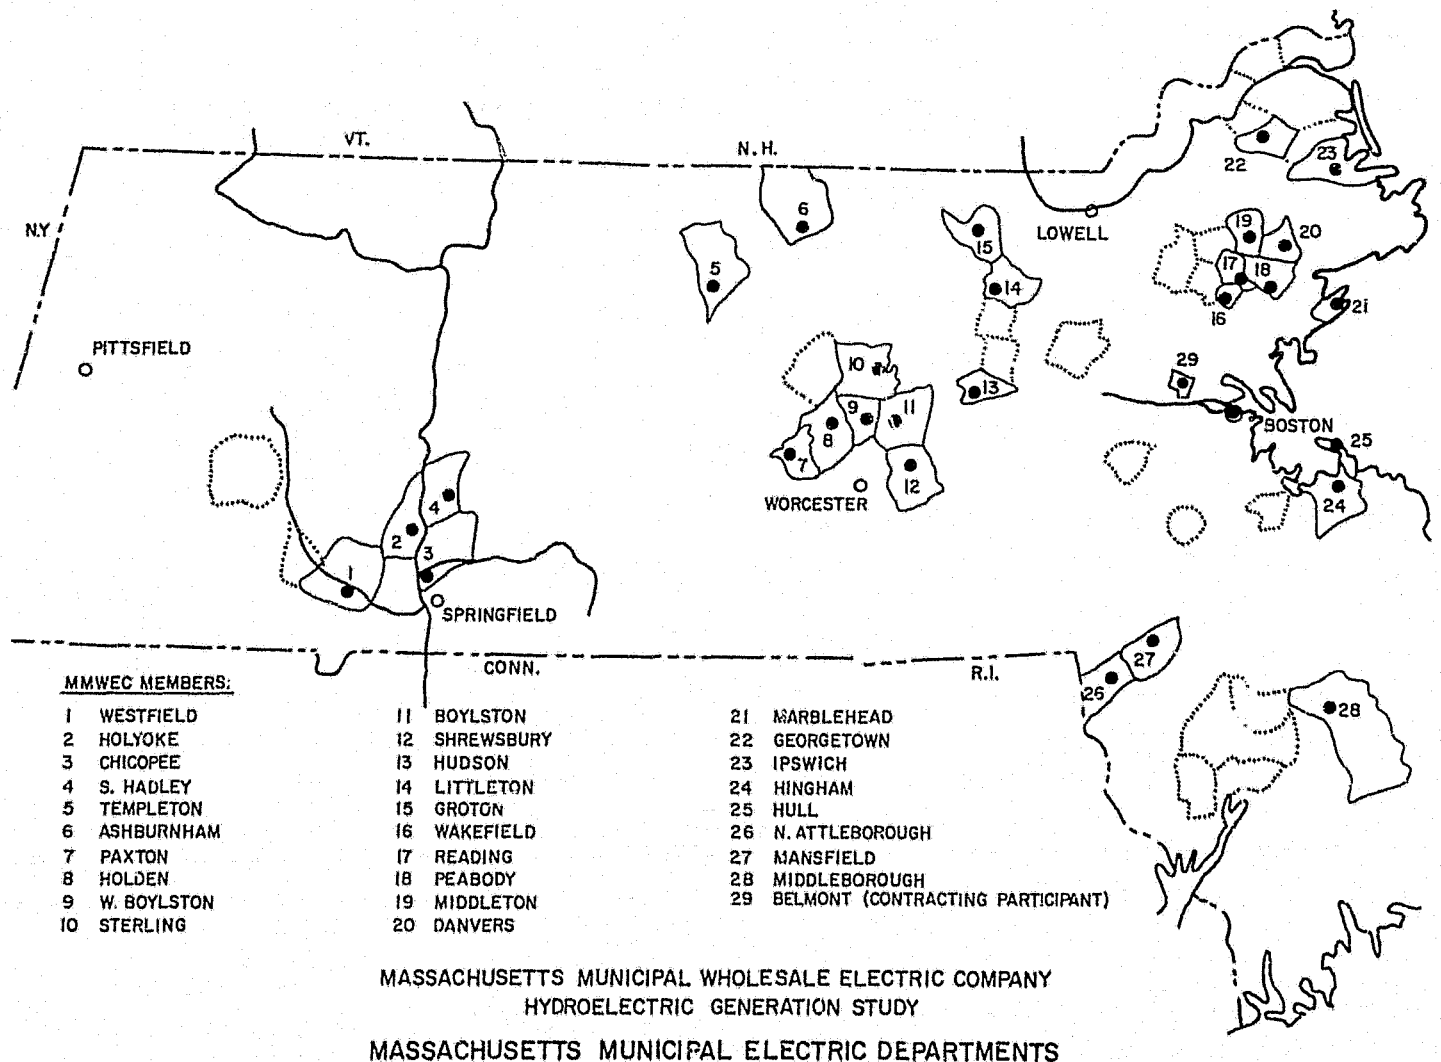 VT.
N.H.
22
23
N.Y
6
LOWELL
19
20
15
5
17
18
14
16
21
PITTSFIELD
10
29
13
9
11
8
BOSTON
25
7
12
WORCESTER
4
24
2
3
1
SPRINGFIELD
CONN.
R.I.
27
26
28
MMWEC MEMBERS:
1 WESTFIELD
2 HOLYOKE
3 CHICOPEE
4 S. HADLEY
5 TEMPLETON
6 ASHBURNHAM
7 PAXTON
8 HOLDEN
9 W. BOYLSTON
10 STERLING
11 BOYLSTON
12 SHREWSBURY
13 HUDSON
14 LITTLETON
15 GROTON
16 WAKEFIELD
17 READING
18 PEABODY
19 MIDDLETON
20 DANVERS
21 MARBLEHEAD
22 GEORGETOWN
23 IPSWICH
24 HINGHAM
25 HULL
26 N. ATTLEBOROUGH
27 MANSFIELD
28 MIDDLEBOROUGH
29 BELMONT (CONTRACTING PARTICIPANT)
MASSACHUSETTS MUNICIPAL WHOLESALE ELECTRIC COMPANY
HYDROELECTRIC GENERATION STUDY
MASSACHUSETTS MUNICIPAL ELECTRIC DEPARTMENTS